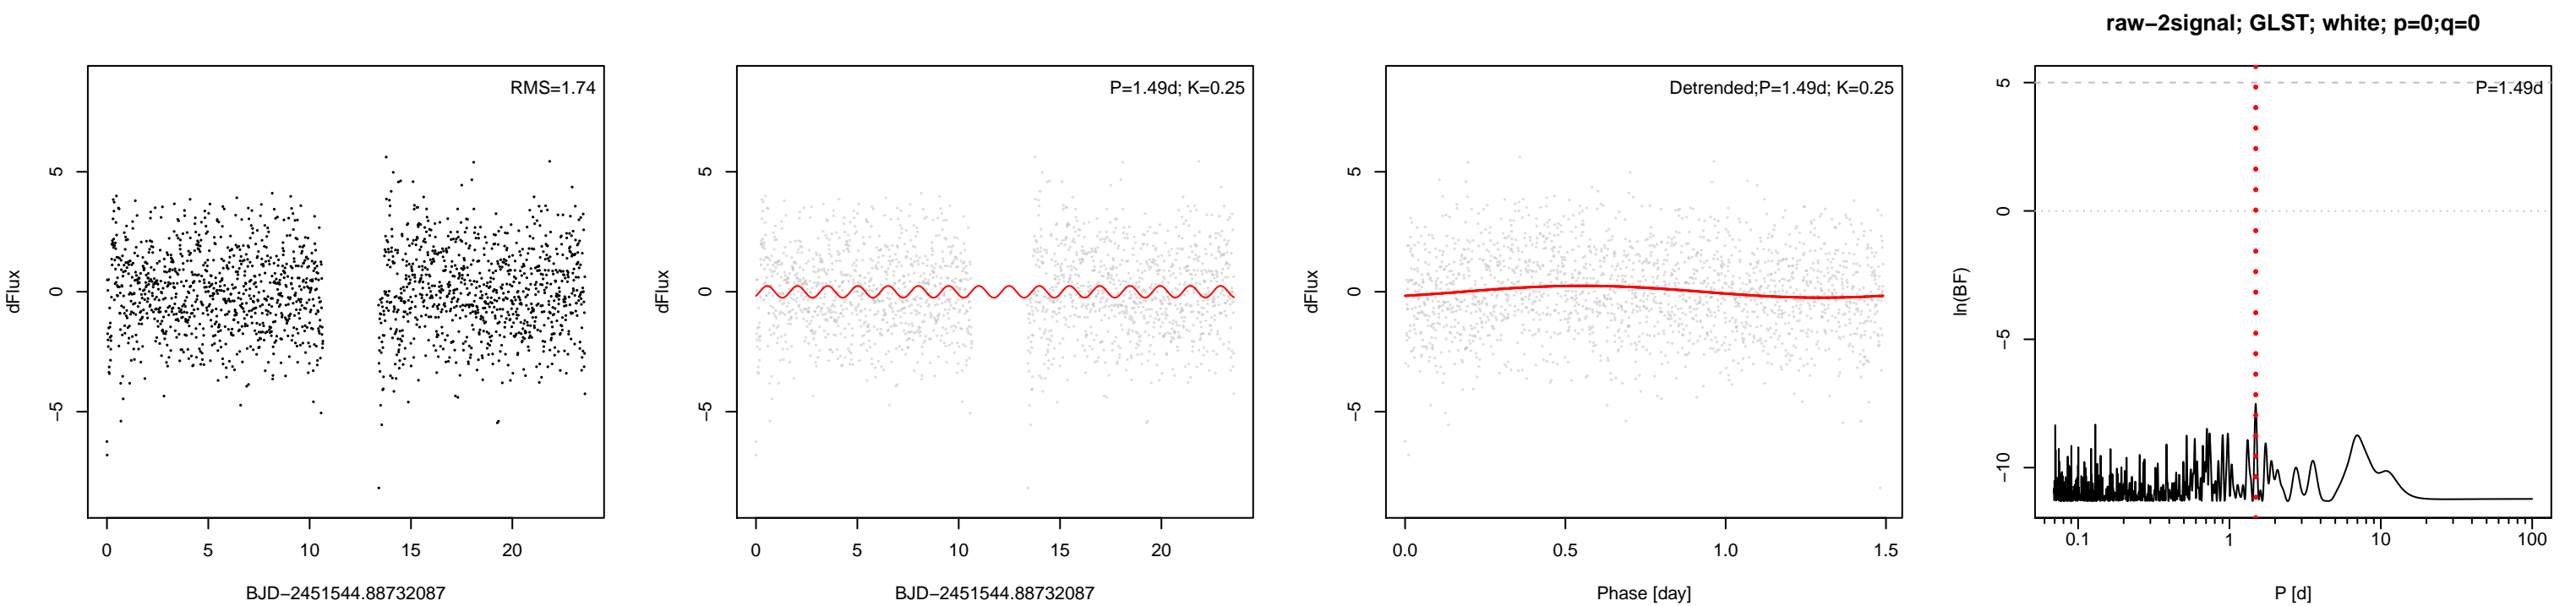 raw−2signal; GLST; white; p=0;q=0
RMS=1.74
dFlux
5
0
−5
0 5 10 15 20
BJD−2451544.88732087
P=1.49d; K=0.25
dFlux
5
0
−5
0 5 10 15 20
BJD−2451544.88732087
Detrended;P=1.49d; K=0.25
dFlux
5
0
−5
0.0 0.5 1.0 1.5
Phase [day]
P=1.49d
ln(BF)
5
0
−5
−10
0.1 1 10 100
P [d]